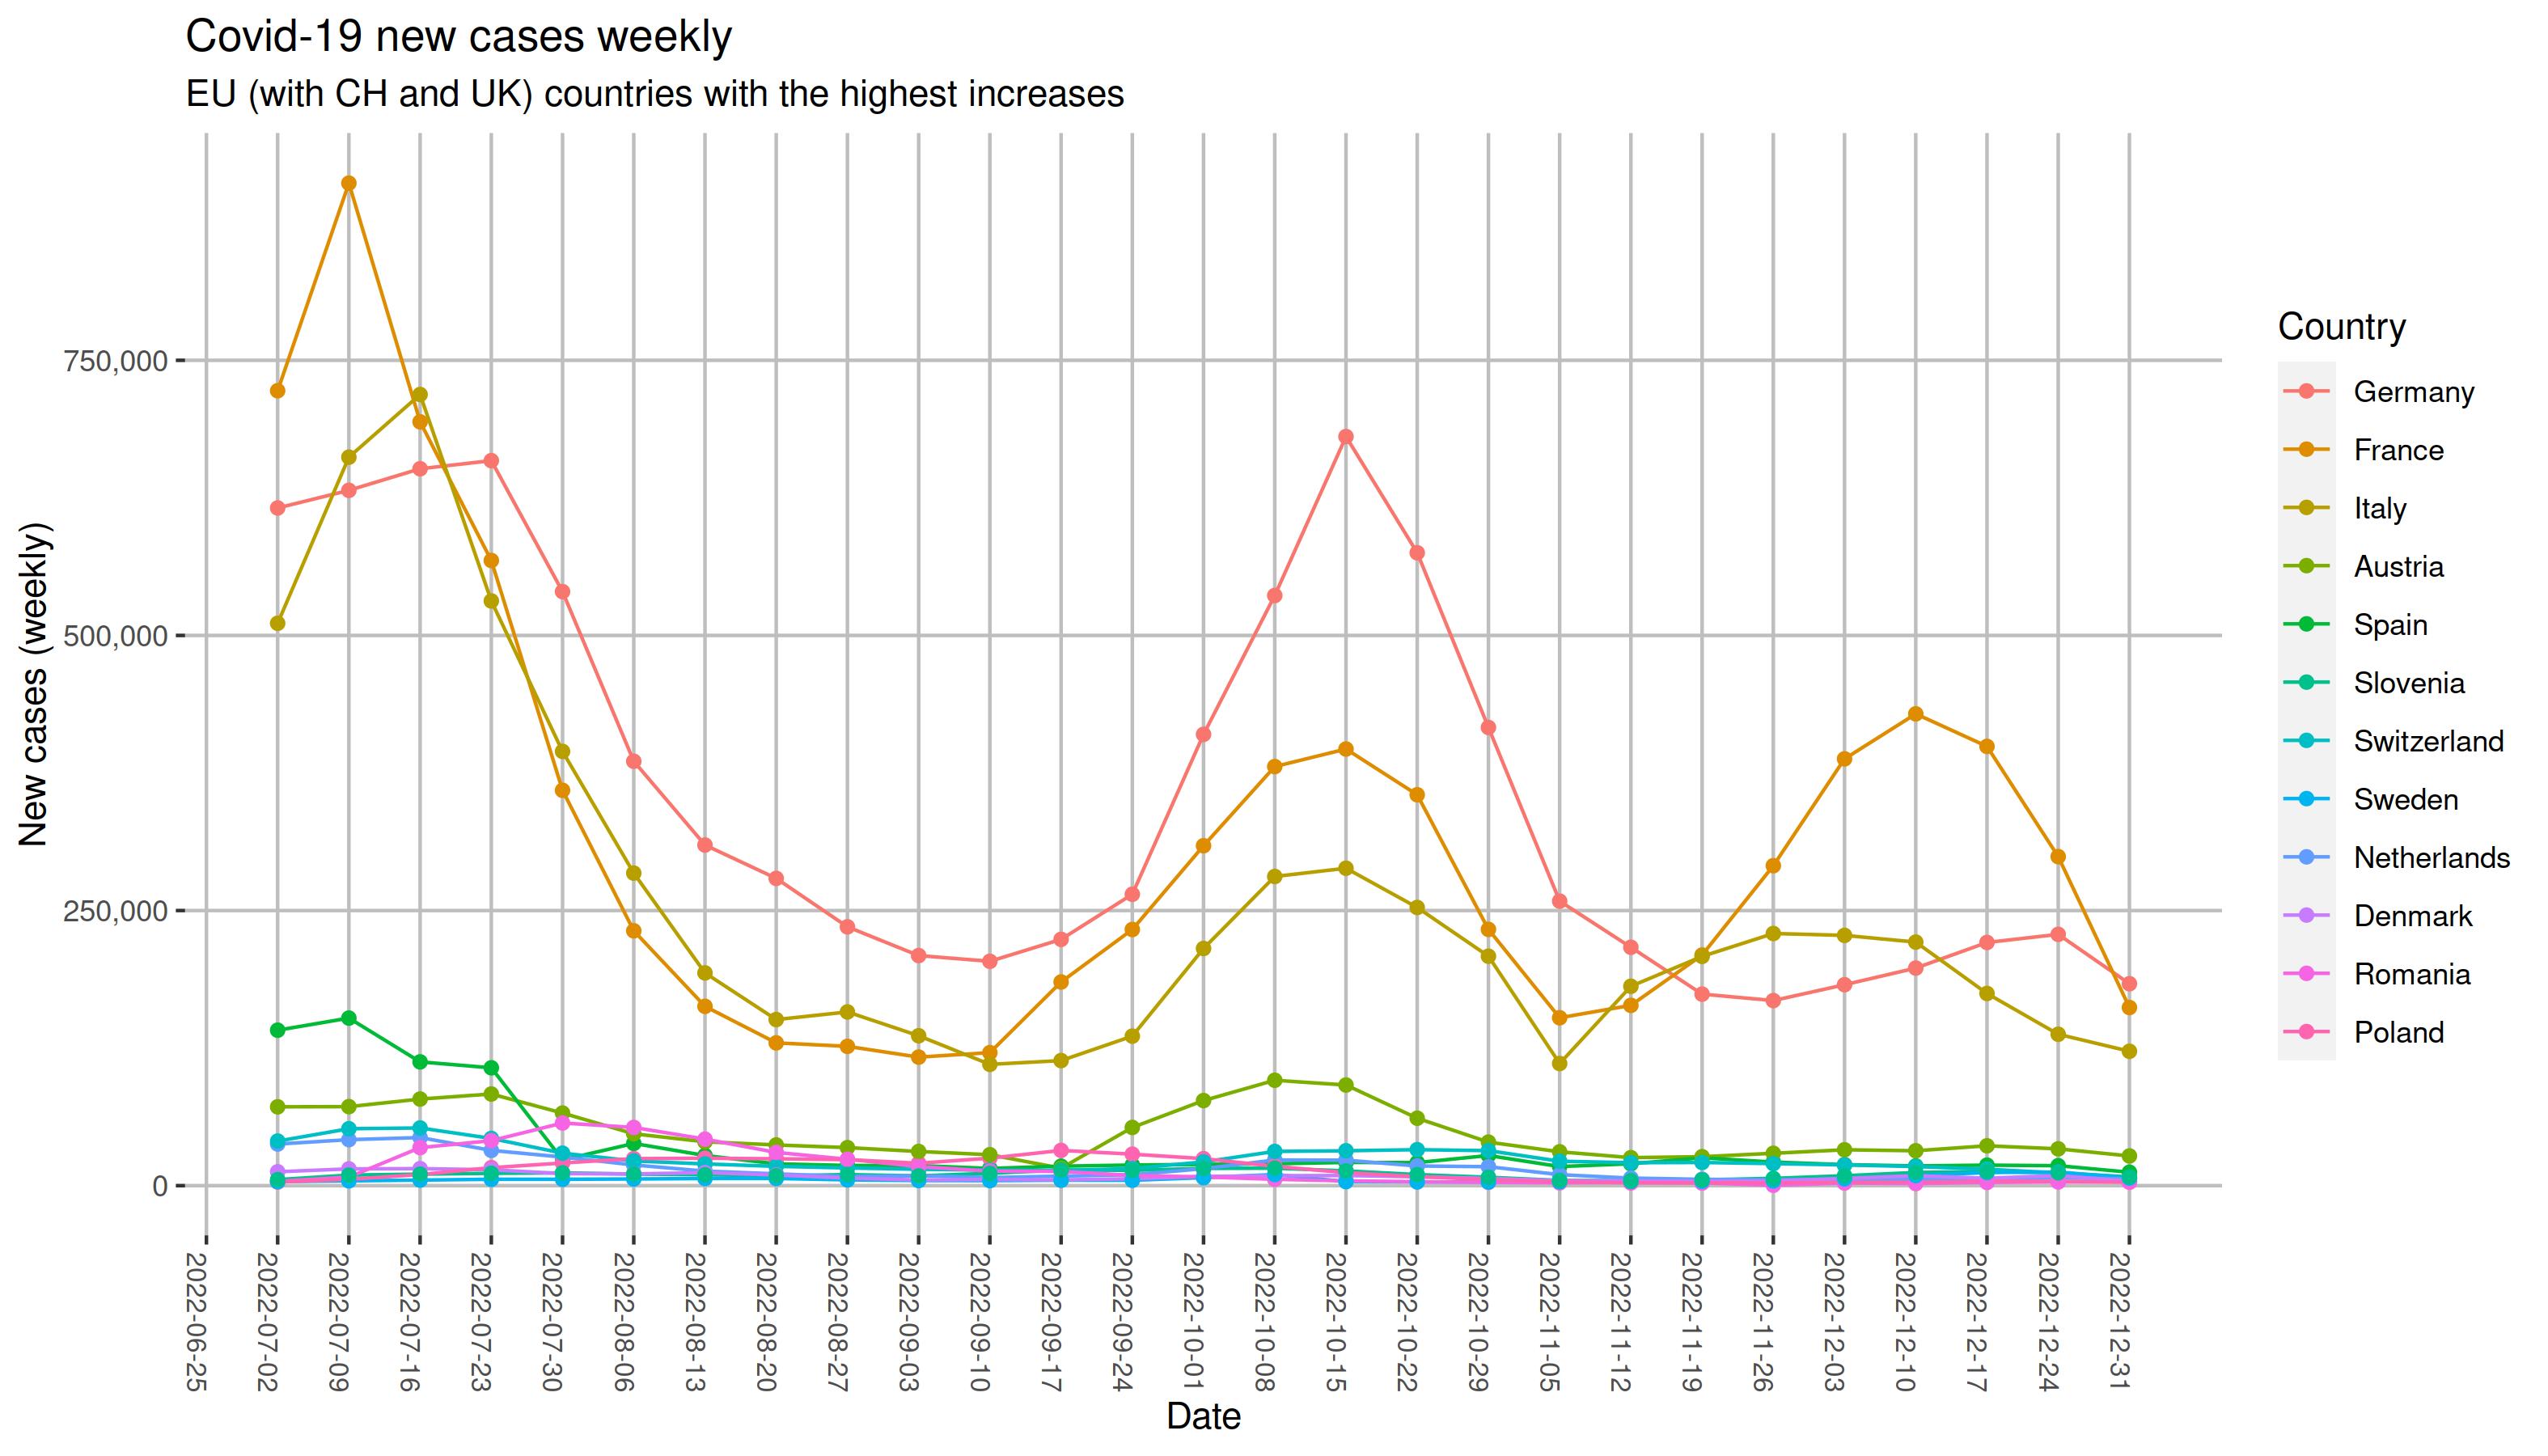 Covid-19 new cases weekly
EU (with CH and UK) countries with the highest increases
New cases (weekly)
750,000
500,000
250,000
0
2022-06-25
2022-07-02
2022-07-09
2022-07-16
2022-07-23
2022-07-30
2022-08-06
2022-08-13
2022-08-20
2022-08-27
2022-09-03
2022-09-10
2022-09-17
2022-09-24
2022-10-01
2022-10-08
2022-10-15
2022-10-22
2022-10-29
2022-11-05
2022-11-12
2022-11-19
2022-11-26
2022-12-03
2022-12-10
2022-12-17
2022-12-24
2022-12-31
Date
Country
Germany
France
Italy
Austria
Spain
Slovenia
Switzerland
Sweden
Netherlands
Denmark
Romania
Poland